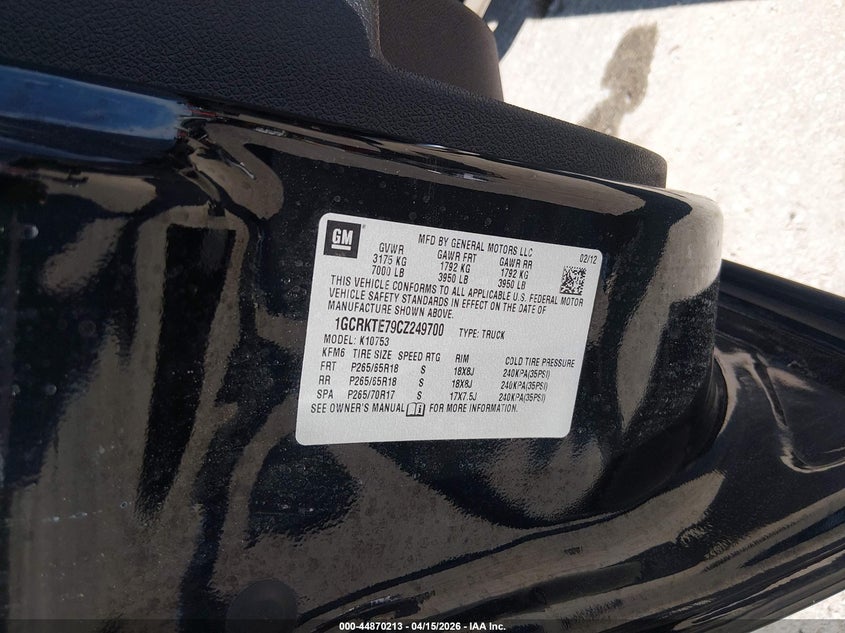 GM
MFD BY GENERAL MOTORS LLC 02/12
GVWR GAWR FRT GAWR RR
3175 KG 1792 KG 1792 KG
7000 LB 3950 LB 3950 LB
THIS VEHICLE CONFORMS TO ALL APPLICABLE U.S. FEDERAL MOTOR
VEHICLE SAFETY STANDARDS IN EFFECT ON THE DATE OF
MANUFACTURE SHOWN ABOVE.
1GCRKTE79CZ249700 TYPE: TRUCK
MODEL: K10753
KFM6 TIRE SIZE SPEED RTG RIM COLD TIRE PRESSURE
FRT P265/65R18 S 18X8J 240KPA(35PSI)
RR P265/65R18 S 18X8J 240KPA(35PSI)
SPA P265/70R17 S 17X7.5J 240KPA(35PSI)
SEE OWNER'S MANUAL FOR MORE INFORMATION.
000-44870213 - 04/15/2026 - IAA Inc.